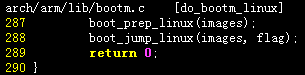 arch/arm/lib/bootm.c    [do_bootm_linux]
287         boot_prep_linux(images);
288         boot_jump_linux(images, flag);
289         return 0;
290 }